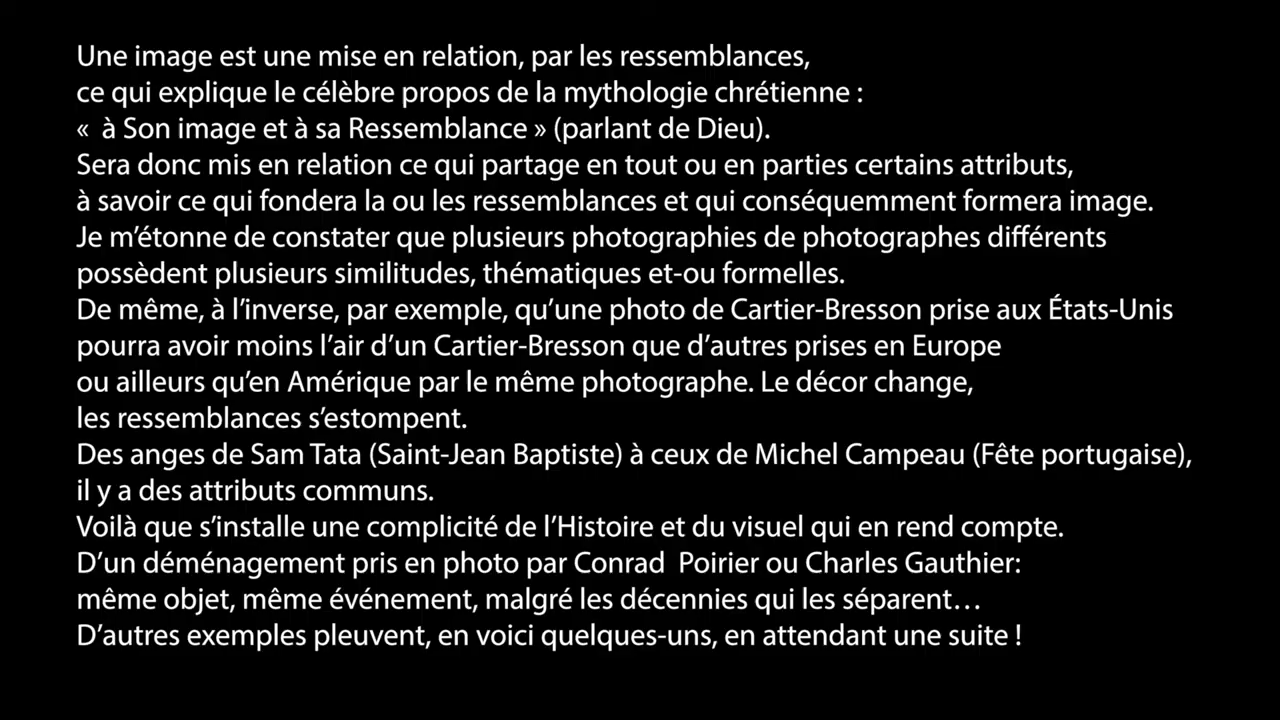 Une image est une mise en relation, par les ressemblances,
ce qui explique le célèbre propos de la mythologie chrétienne :
«  à Son image et à sa Ressemblance » (parlant de Dieu).
Sera donc mis en relation ce qui partage en tout ou en parties certains attributs,
à savoir ce qui fondera la ou les ressemblances et qui conséquemment formera image.
Je m’étonne de constater que plusieurs photographies de photographes différents
possèdent plusieurs similitudes, thématiques et-ou formelles.
De même, à l’inverse, par exemple, qu’une photo de Cartier-Bresson prise aux États-Unis
pourra avoir moins l’air d’un Cartier-Bresson que d’autres prises en Europe
ou ailleurs qu’en Amérique par le même photographe. Le décor change,
les ressemblances s’estompent.
Des anges de Sam Tata (Saint-Jean Baptiste) à ceux de Michel Campeau (Fête portugaise),
il y a des attributs communs.
Voilà que s’installe une complicité de l’Histoire et du visuel qui en rend compte.
D’un déménagement pris en photo par Conrad  Poirier ou Charles Gauthier:
même objet, même événement, malgré les décennies qui les séparent…
D’autres exemples pleuvent, en voici quelques-uns, en attendant une suite !